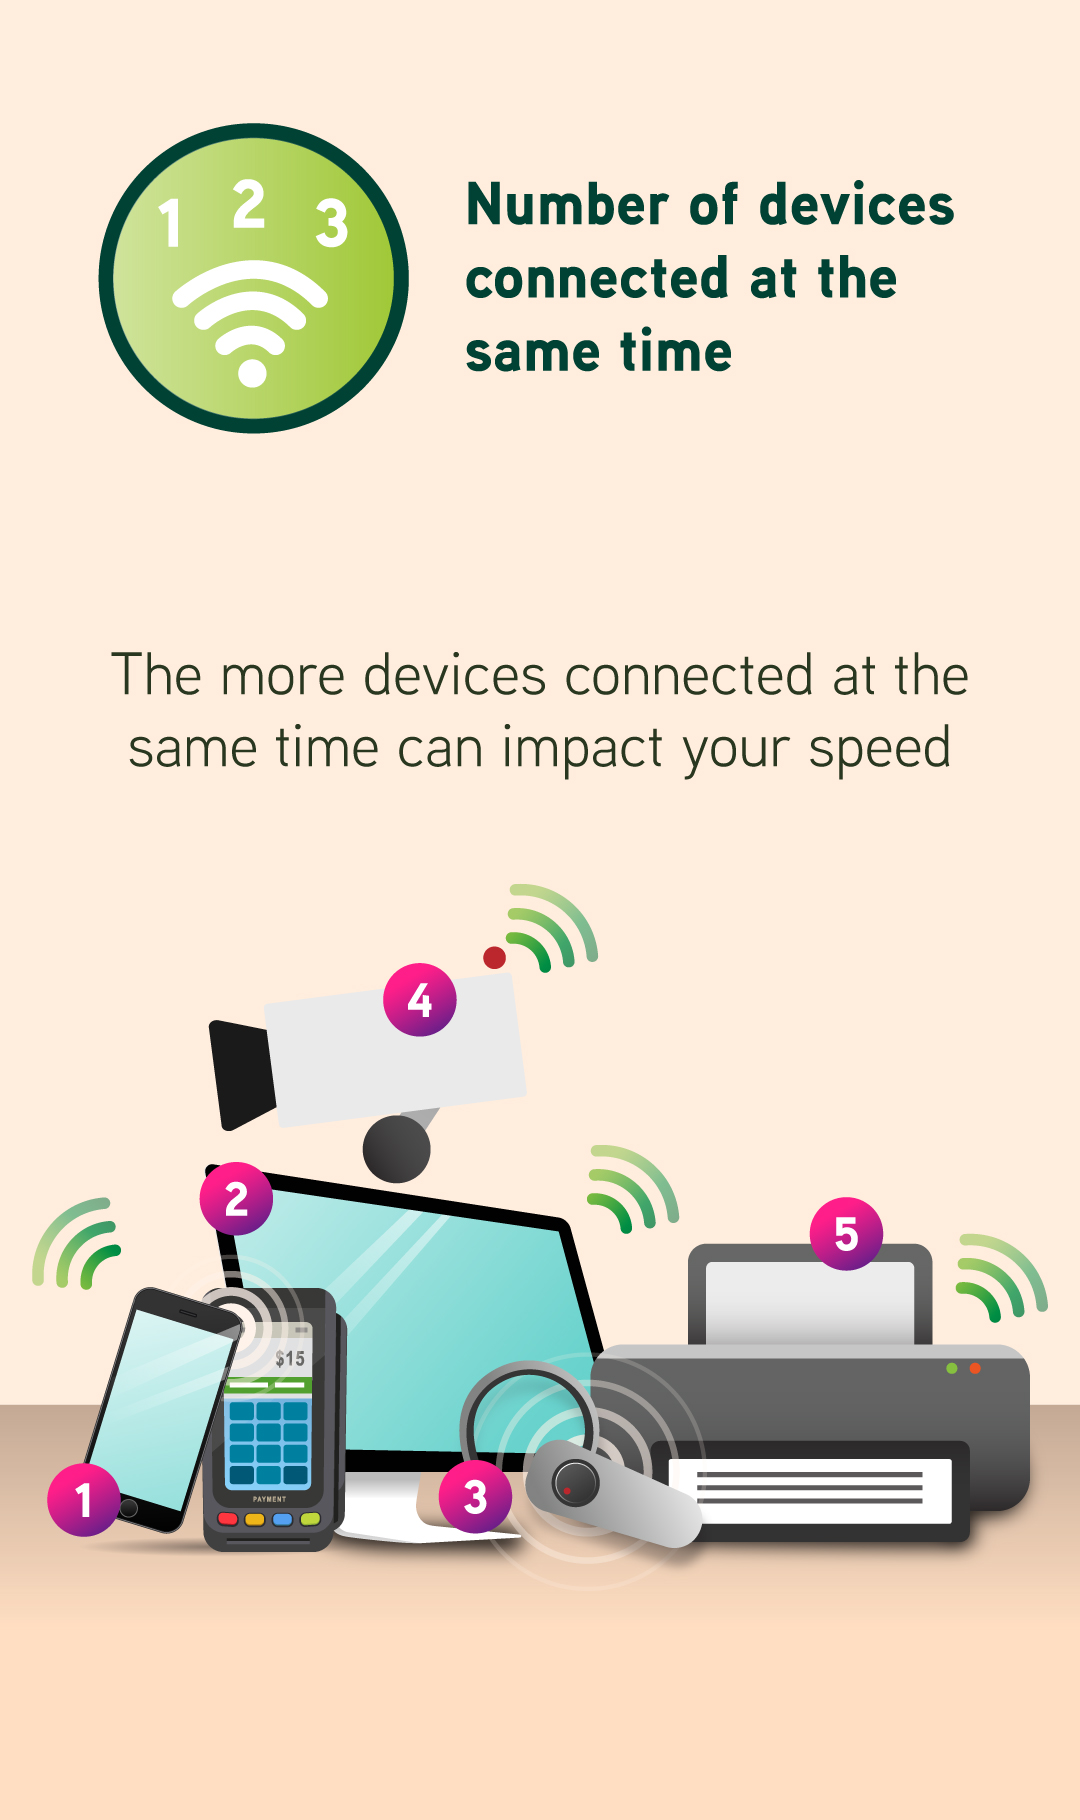 1 2 3
Number of devices
connected at the
same time
The more devices connected at the
same time can impact your speed
4
2
5
$15
1
3
PAYMENT